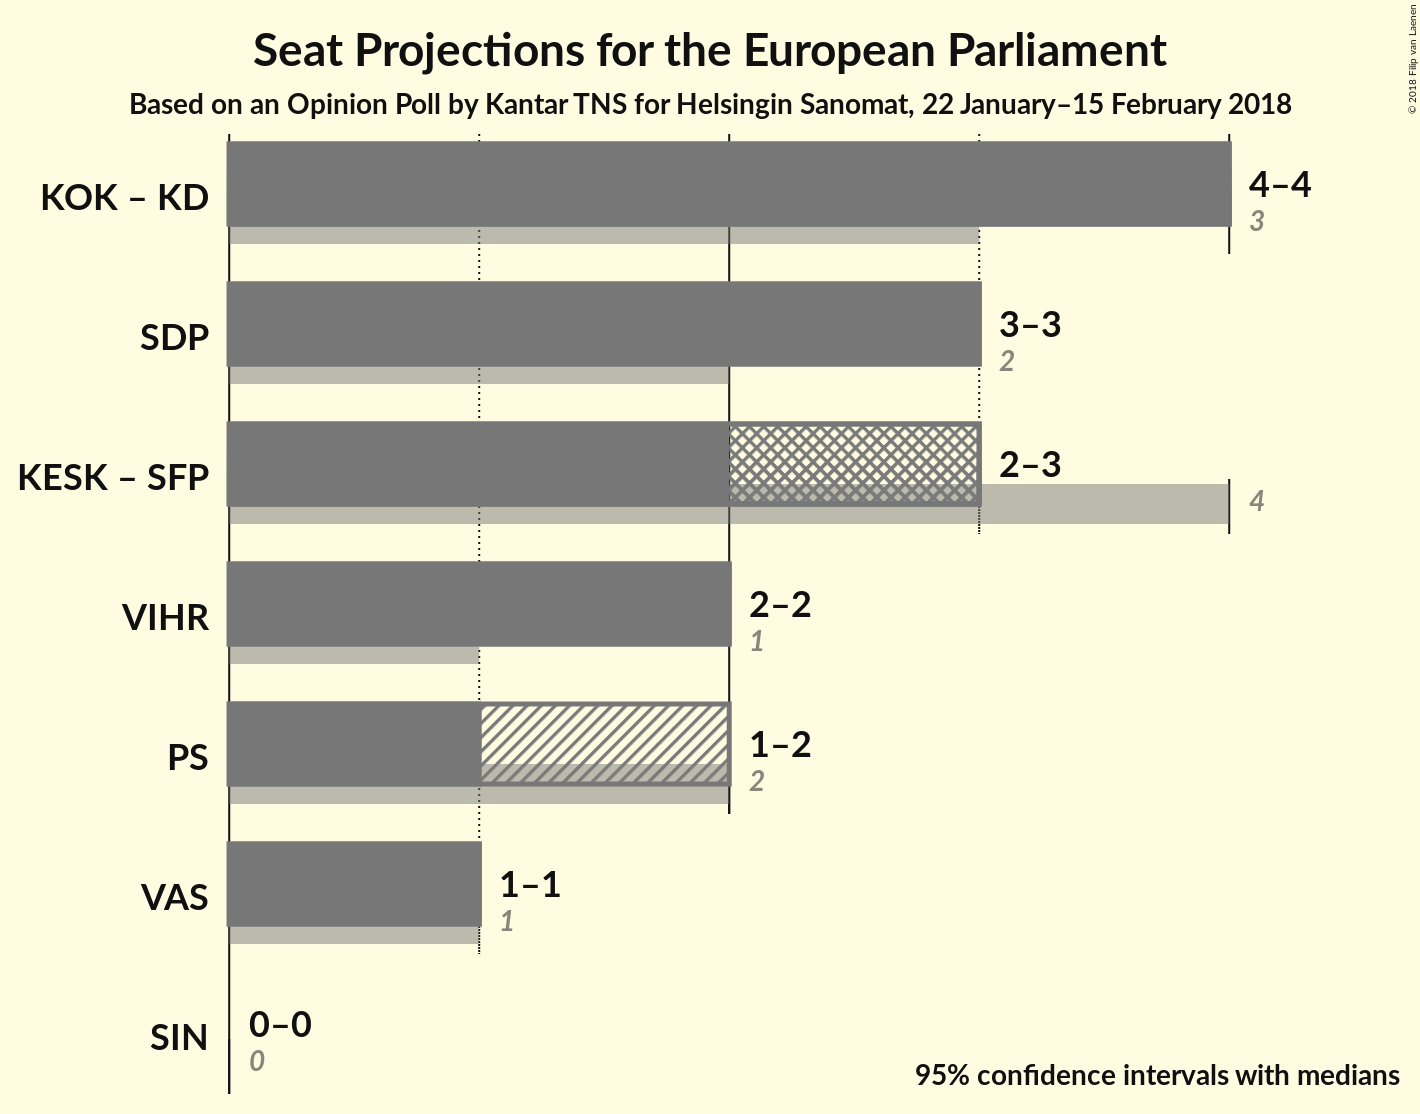 Seat Projections for the European Parliament
Based on an Opinion Poll by Kantar TNS for Helsingin Sanomat, 22 January–15 February 2018
© 2018 Filip van Laenen
KOK – KD
4–4
3
SDP
3–3
2
KESK – SFP
2–3
4
VIHR
2–2
1
PS
1–2
2
VAS
1–1
1
SIN
0–0
0
95% confidence intervals with medians